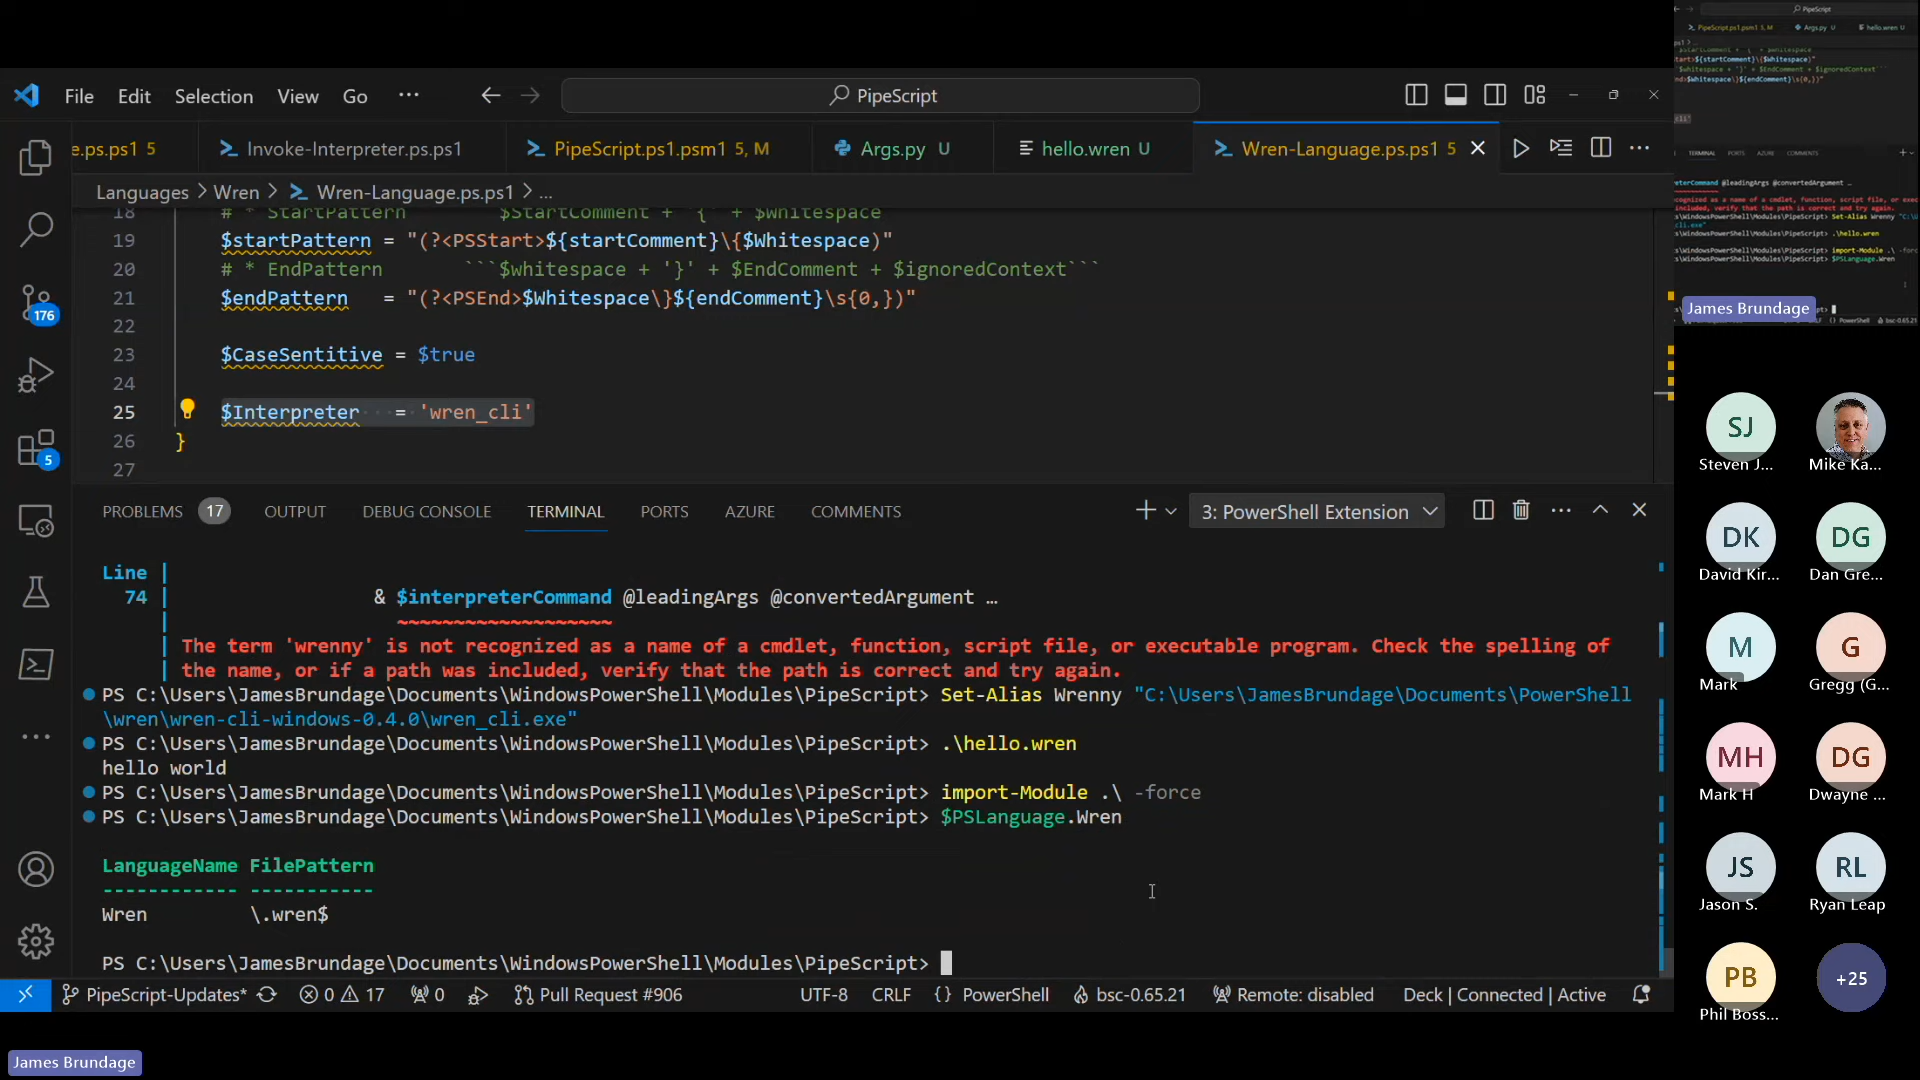 File Edit Selection View Go ··· PipeScript
e.ps.ps1 5 Invoke-Interpreter.ps.ps1 PipeScript.ps1.psm1 5, M Args.py U hello.wren U Wren-Language.ps.ps1 5
Languages > Wren > Wren-Language.ps.ps1 > ...
18 # * StartPattern $StartComment + '{' + $Whitespace
19 $startPattern = "(?<PSStart>${startComment}\{$Whitespace)"
20 # * EndPattern ```$whitespace + '}' + $EndComment + $ignoredContext```
21 $endPattern = "(?<PSEnd>$Whitespace\}${endComment}\s{0,})"
22
23 $CaseSentitive = $true
24
25 $Interpreter = 'wren_cli'
26 }
27
176
5
PROBLEMS 17 OUTPUT DEBUG CONSOLE TERMINAL PORTS AZURE COMMENTS 3: PowerShell Extension
Line |
74 | & $interpreterCommand @leadingArgs @convertedArgument …
| ~~~~~~~~~~~~~~~~~~~
| The term 'wrenny' is not recognized as a name of a cmdlet, function, script file, or executable program. Check the spelling of
| the name, or if a path was included, verify that the path is correct and try again.
PS C:\Users\JamesBrundage\Documents\WindowsPowerShell\Modules\PipeScript> Set-Alias Wrenny "C:\Users\JamesBrundage\Documents\PowerShell
\wren\wren-cli-windows-0.4.0\wren_cli.exe"
PS C:\Users\JamesBrundage\Documents\WindowsPowerShell\Modules\PipeScript> .\hello.wren
hello world
PS C:\Users\JamesBrundage\Documents\WindowsPowerShell\Modules\PipeScript> import-Module .\ -force
PS C:\Users\JamesBrundage\Documents\WindowsPowerShell\Modules\PipeScript> $PSLanguage.Wren
LanguageName FilePattern
------------ -----------
Wren \.wren$
PS C:\Users\JamesBrundage\Documents\WindowsPowerShell\Modules\PipeScript>
PipeScript-Updates* 0 17 0 Pull Request #906 UTF-8 CRLF {} PowerShell bsc-0.65.21 Remote: disabled Deck | Connected | Active
James Brundage
James Brundage
SJ
Steven J...
Mike Ka...
DK
David Kir...
DG
Dan Gre...
M
Mark
G
Gregg (G...
MH
Mark H
DG
Dwayne ...
JS
Jason S.
RL
Ryan Leap
PB
Phil Boss...
+25